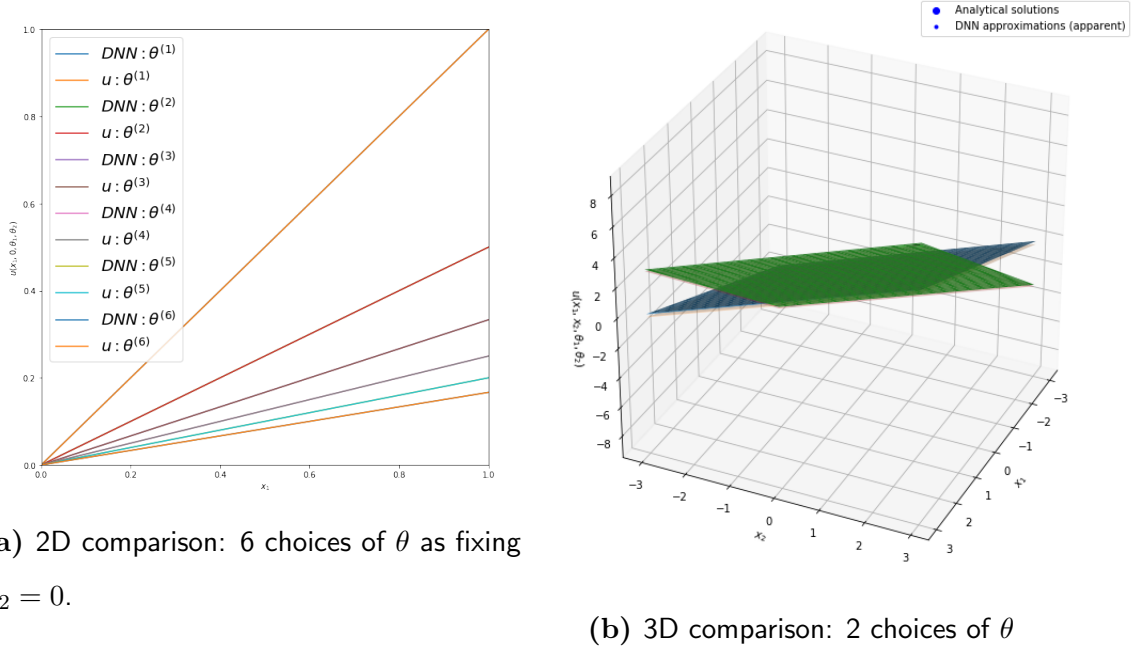 1.0
0.8
0.6
0.4
0.2
0.0
DNN : θ^(1)
u : θ^(1)
DNN : θ^(2)
u : θ^(2)
DNN : θ^(3)
u : θ^(3)
DNN : θ^(4)
u : θ^(4)
DNN : θ^(5)
u : θ^(5)
DNN : θ^(6)
u : θ^(6)
u(x₁, 0, θ₁, θ₂)
0.0 0.2 0.4 0.6 0.8 1.0
x₁
a) 2D comparison: 6 choices of θ as fixing
₂ = 0.
Analytical solutions
DNN approximations (apparent)
8
6
4
2
0
−2
−4
−6
−8
u(x₁, x₂, θ₁, θ₂)
−3 −2 −1 0 1 2 3
x₂
−3
−2
−1
0
1
2
3
x₁
(b) 3D comparison: 2 choices of θ